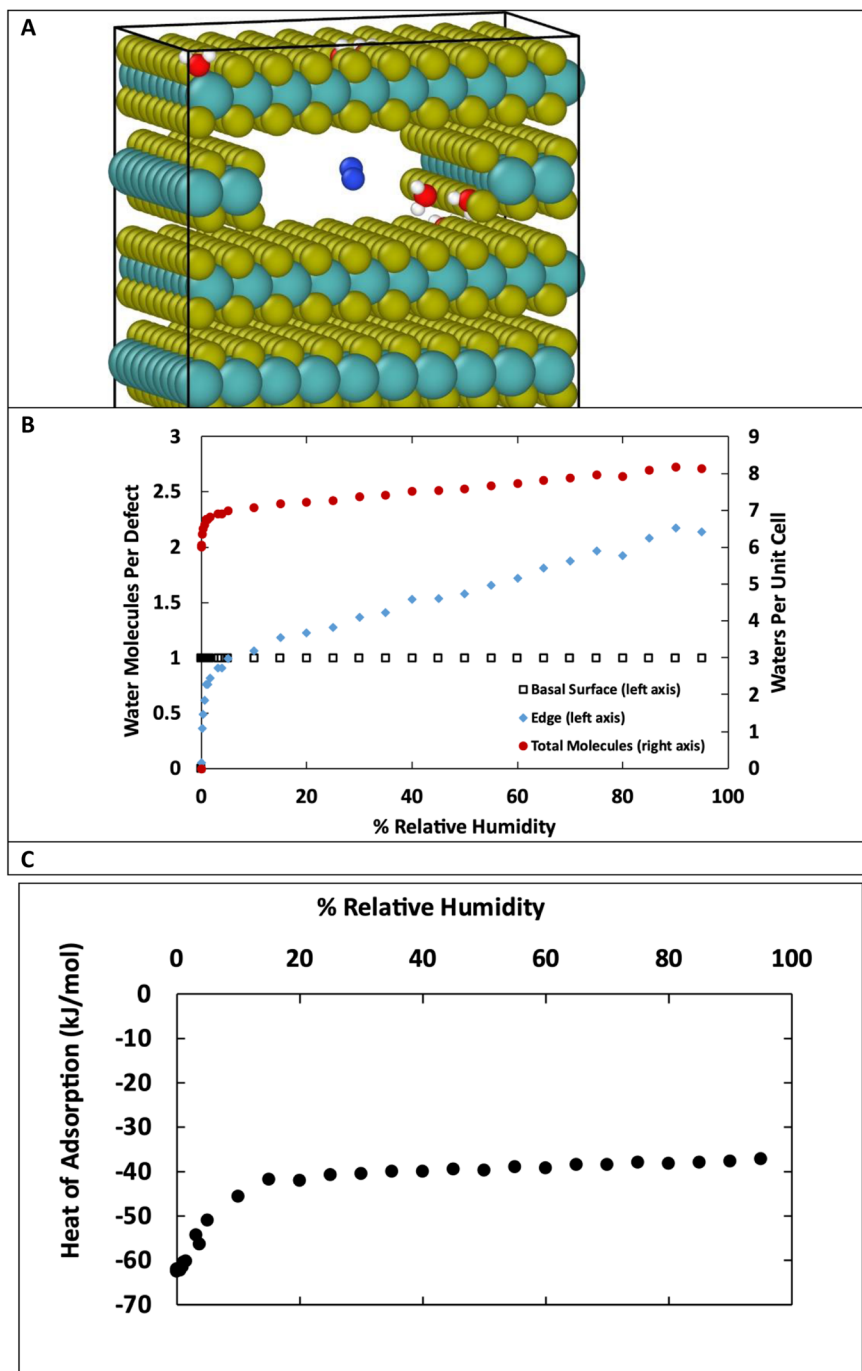 A
B
3
2.5
2
1.5
1
0.5
0
Water Molecules Per Defect
9
8
7
6
5
4
3
2
1
0
Waters Per Unit Cell
Basal Surface (left axis)
Edge (left axis)
Total Molecules (right axis)
0 20 40 60 80 100
% Relative Humidity
C
% Relative Humidity
0 20 40 60 80 100
0
-10
-20
-30
-40
-50
-60
-70
Heat of Adsorption (kJ/mol)